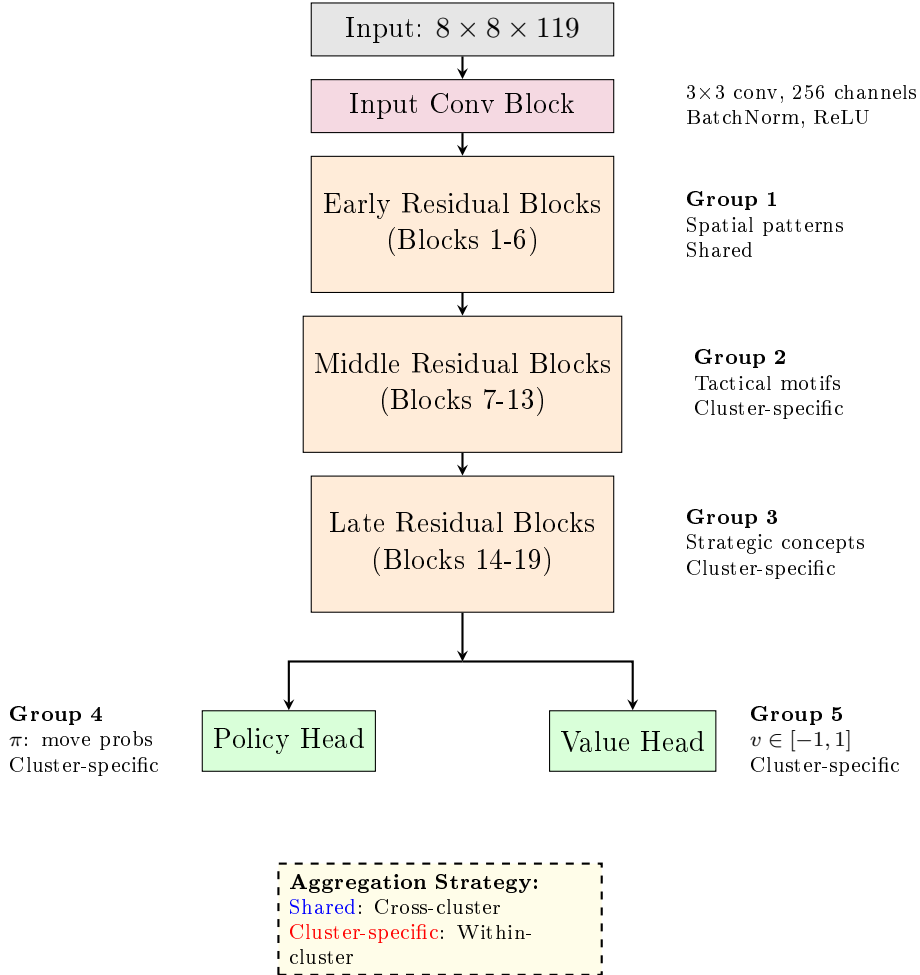 Input: 8 × 8 × 119
Input Conv Block
3×3 conv, 256 channels
BatchNorm, ReLU
Early Residual Blocks
(Blocks 1-6)
Group 1
Spatial patterns
Shared
Middle Residual Blocks
(Blocks 7-13)
Group 2
Tactical motifs
Cluster-specific
Late Residual Blocks
(Blocks 14-19)
Group 3
Strategic concepts
Cluster-specific
Group 4
π: move probs
Cluster-specific
Policy Head
Value Head
Group 5
v ∈ [−1, 1]
Cluster-specific
Aggregation Strategy:
Shared: Cross-cluster
Cluster-specific: Within-
cluster